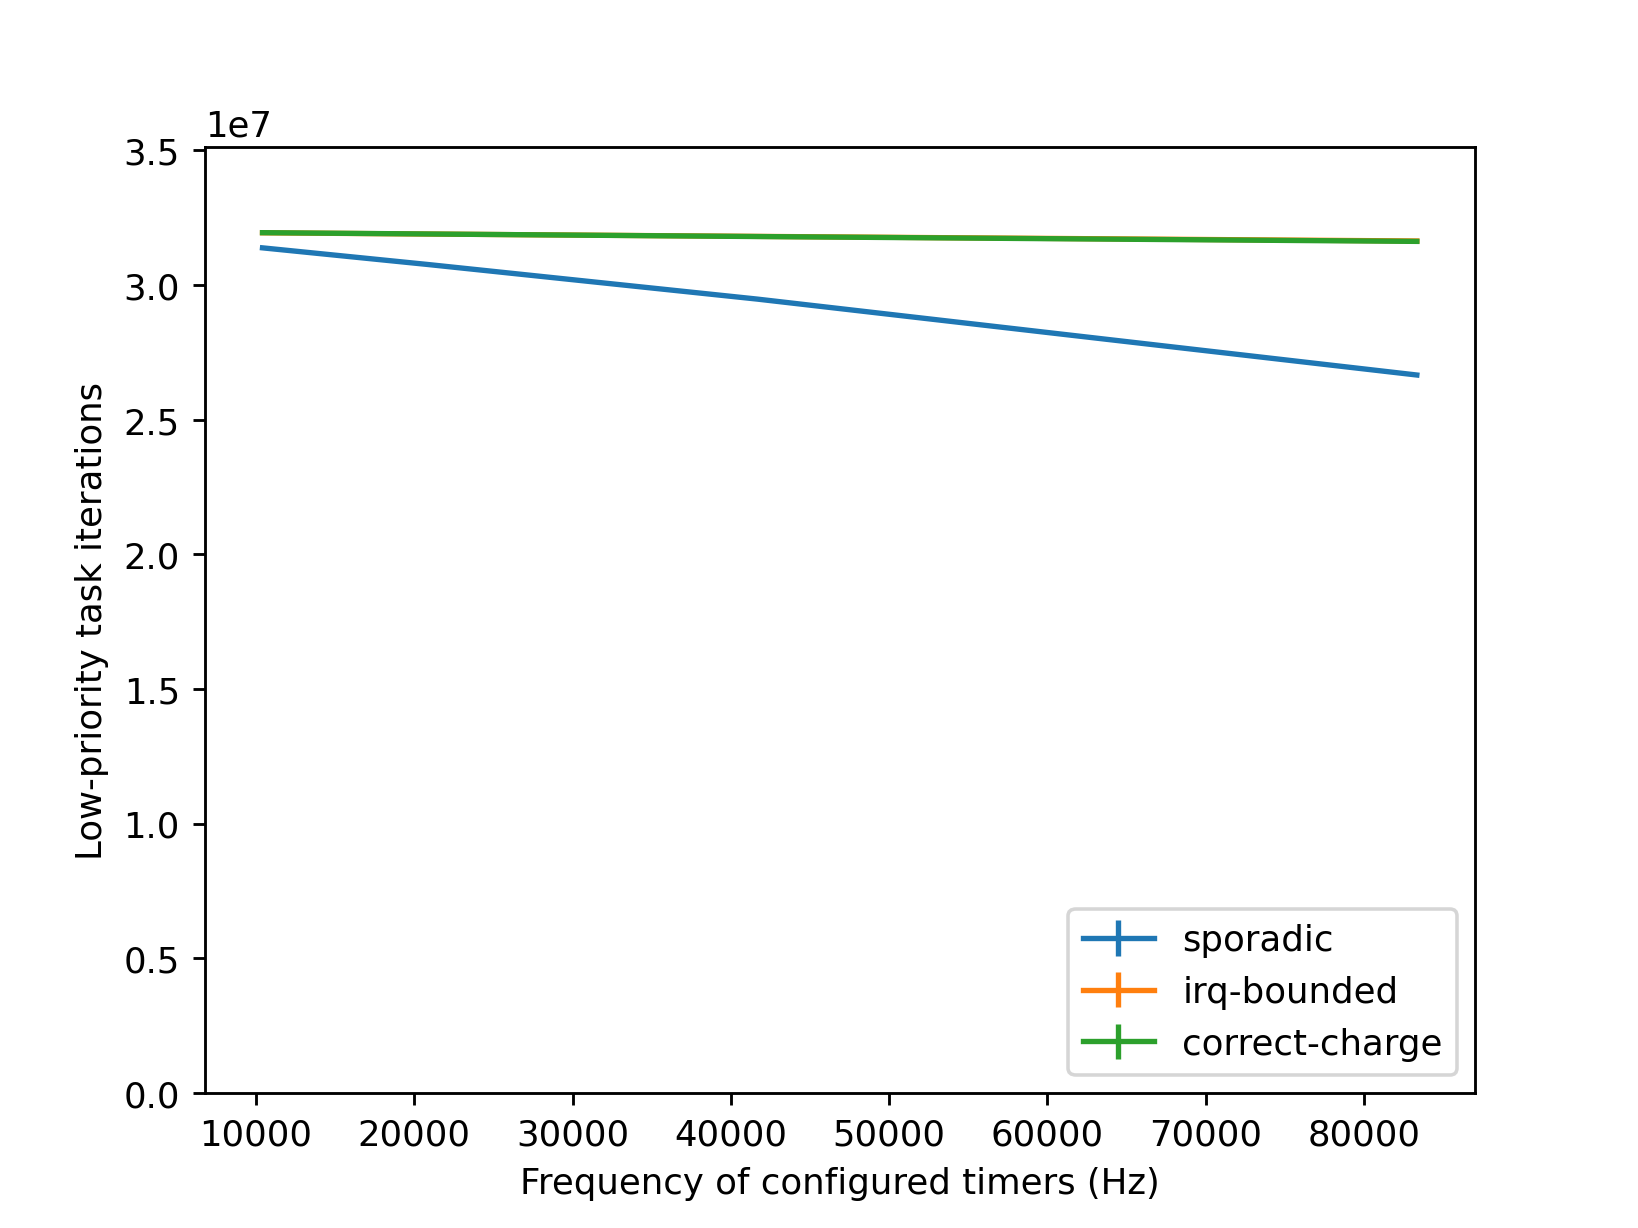 1e7
3.5
3.0
2.5
2.0
1.5
1.0
0.5
0.0
Low-priority task iterations
sporadic
irq-bounded
correct-charge
10000 20000 30000 40000 50000 60000 70000 80000
Frequency of configured timers (Hz)